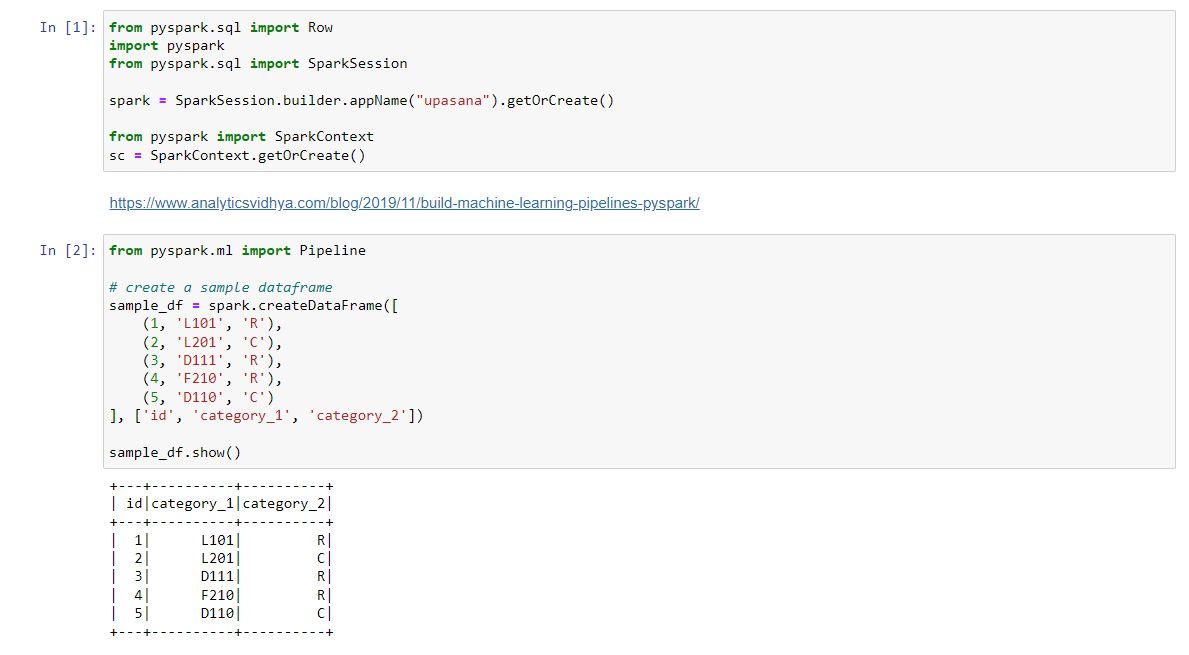 In [1]: from pyspark.sql import Row
import pyspark
from pyspark.sql import SparkSession
spark = SparkSession.builder.appName("upasana").getOrCreate()
from pyspark import SparkContext
sc = SparkContext.getOrCreate()
https://www.analyticsvidhya.com/blog/2019/11/build-machine-learning-pipelines-pyspark/
In [2]: from pyspark.ml import Pipeline
# create a sample dataframe
sample_df = spark.createDataFrame([
    (1, 'L101', 'R'),
    (2, 'L201', 'C'),
    (3, 'D111', 'R'),
    (4, 'F210', 'R'),
    (5, 'D110', 'C')
], ['id', 'category_1', 'category_2'])
sample_df.show()
+---+----------+----------+
| id|category_1|category_2|
+---+----------+----------+
|  1|      L101|         R|
|  2|      L201|         C|
|  3|      D111|         R|
|  4|      F210|         R|
|  5|      D110|         C|
+---+----------+----------+